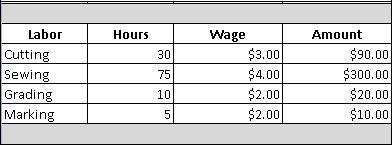 Labor Hours Wage Amount
Cutting 30 $3.00 $90.00
Sewing 75 $4.00 $300.00
Grading 10 $2.00 $20.00
Marking 5 $2.00 $10.00